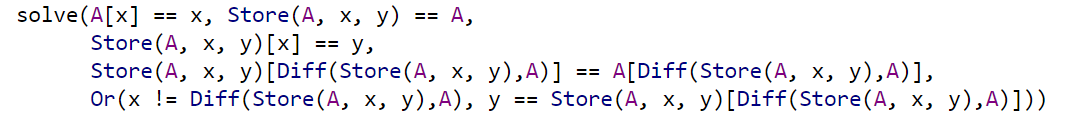 solve(A[x] == x, Store(A, x, y) == A,
Store(A, x, y)[x] == y,
Store(A, x, y)[Diff(Store(A, x, y),A)] == A[Diff(Store(A, x, y),A)],
Or(x != Diff(Store(A, x, y),A), y == Store(A, x, y)[Diff(Store(A, x, y),A)]))